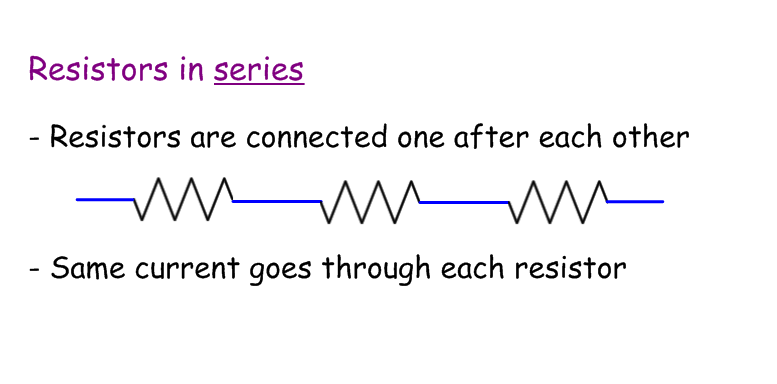 Resistors in series
- Resistors are connected one after each other
- Same current goes through each resistor